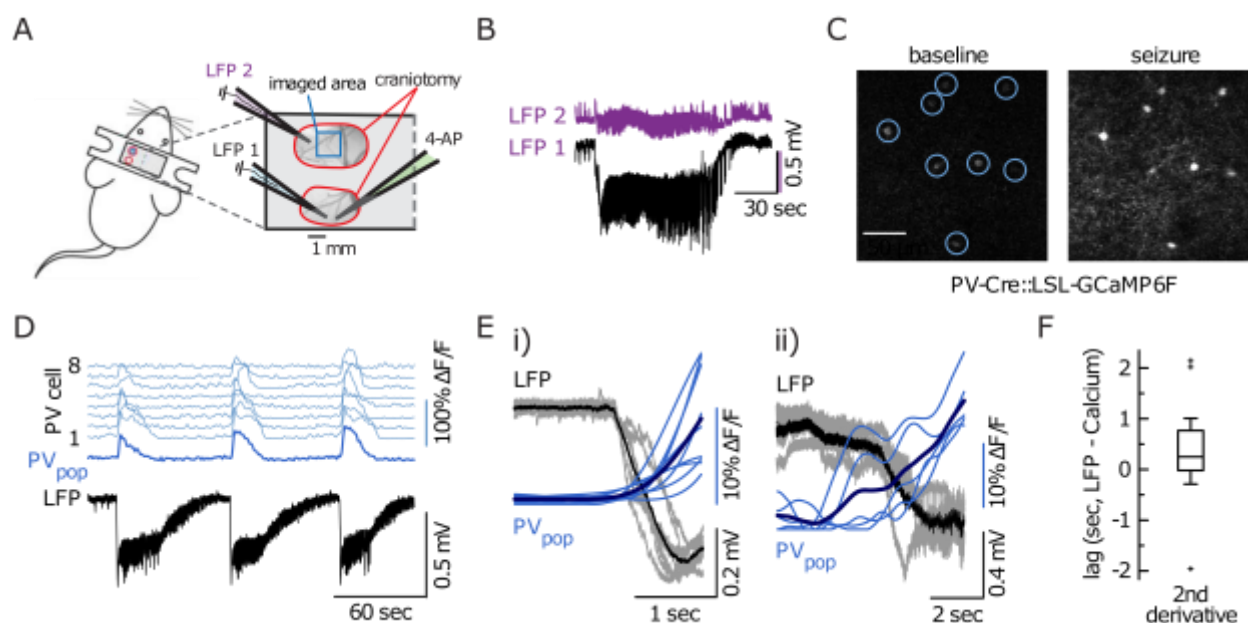 A
LFP 2
imaged area
craniotomy
LFP 1
4-AP
1 mm
B
LFP 2
LFP 1
0.5 mV
30 sec
C
baseline
seizure
PV-Cre::LSL-GCaMP6F
D
8
PV cell
1
PVpop
100% ΔF/F
LFP
0.5 mV
60 sec
E
i)
LFP
10% ΔF/F
PVpop
0.2 mV
1 sec
ii)
LFP
10% ΔF/F
PVpop
0.4 mV
2 sec
F
lag (sec, LFP - Calcium)
2
1
0
-1
-2
2nd
derivative